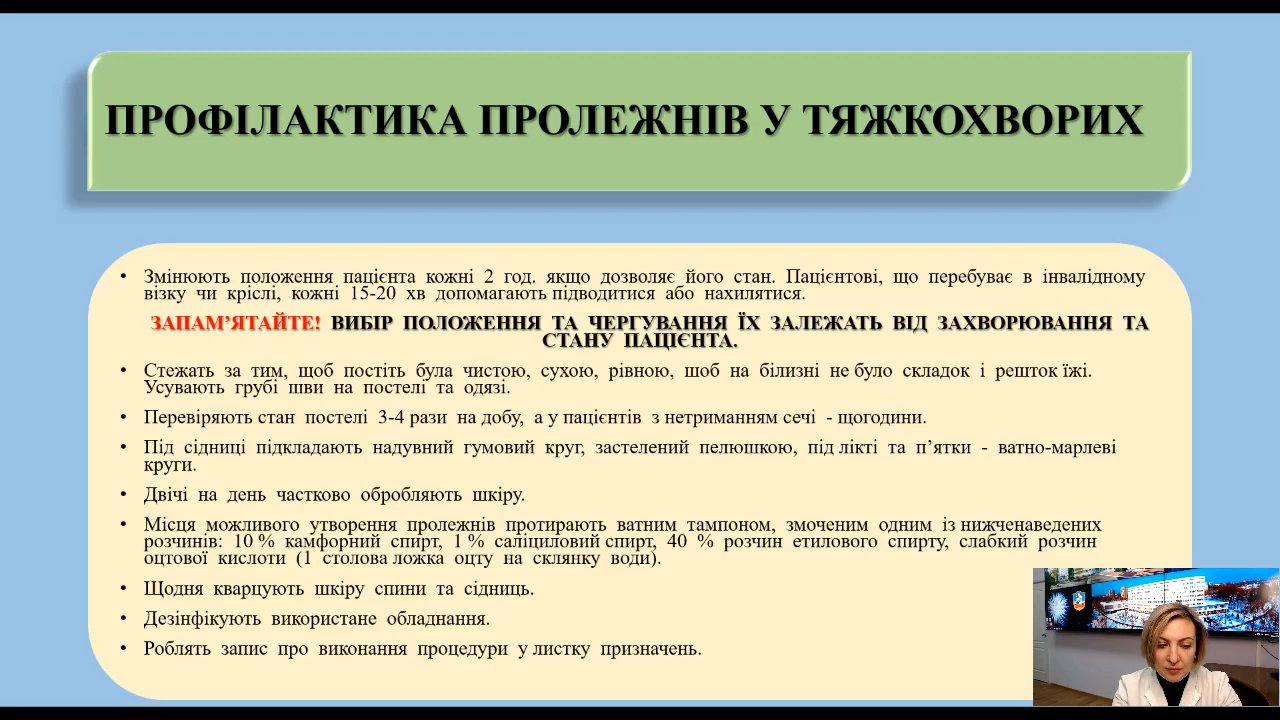 ПРОФІЛАКТИКА ПРОЛЕЖНІВ У ТЯЖКОХВОРИХ
• Змінюють положення пацієнта кожні 2 год. якщо дозволяє його стан. Пацієнтові, що перебуває в інвалідному
візку чи кріслі, кожні 15-20 хв допомагають підводитися або нахилятися.
ЗАПАМ’ЯТАЙТЕ! ВИБІР ПОЛОЖЕННЯ ТА ЧЕРГУВАННЯ ЇХ ЗАЛЕЖАТЬ ВІД ЗАХВОРЮВАННЯ ТА
СТАНУ ПАЦІЄНТА.
• Стежать за тим, щоб постіть була чистою, сухою, рівною, шоб на білизні не було складок і решток їжі.
Усувають грубі шви на постелі та одязі.
• Перевіряють стан постелі 3-4 рази на добу, а у пацієнтів з нетриманням сечі - щогодини.
• Під сідниці підкладають надувний гумовий круг, застелений пелюшкою, під лікті та п’ятки - ватно-марлеві
круги.
• Двічі на день частково обробляють шкіру.
• Місця можливого утворення пролежнів протирають ватним тампоном, змоченим одним із нижченаведених
розчинів: 10 % камфорний спирт, 1 % саліциловий спирт, 40 % розчин етилового спирту, слабкий розчин
оцтової кислоти (1 столова ложка оцту на склянку води).
• Щодня кварцують шкіру спини та сідниць.
• Дезінфікують використане обладнання.
• Роблять запис про виконання процедури у листку призначень.